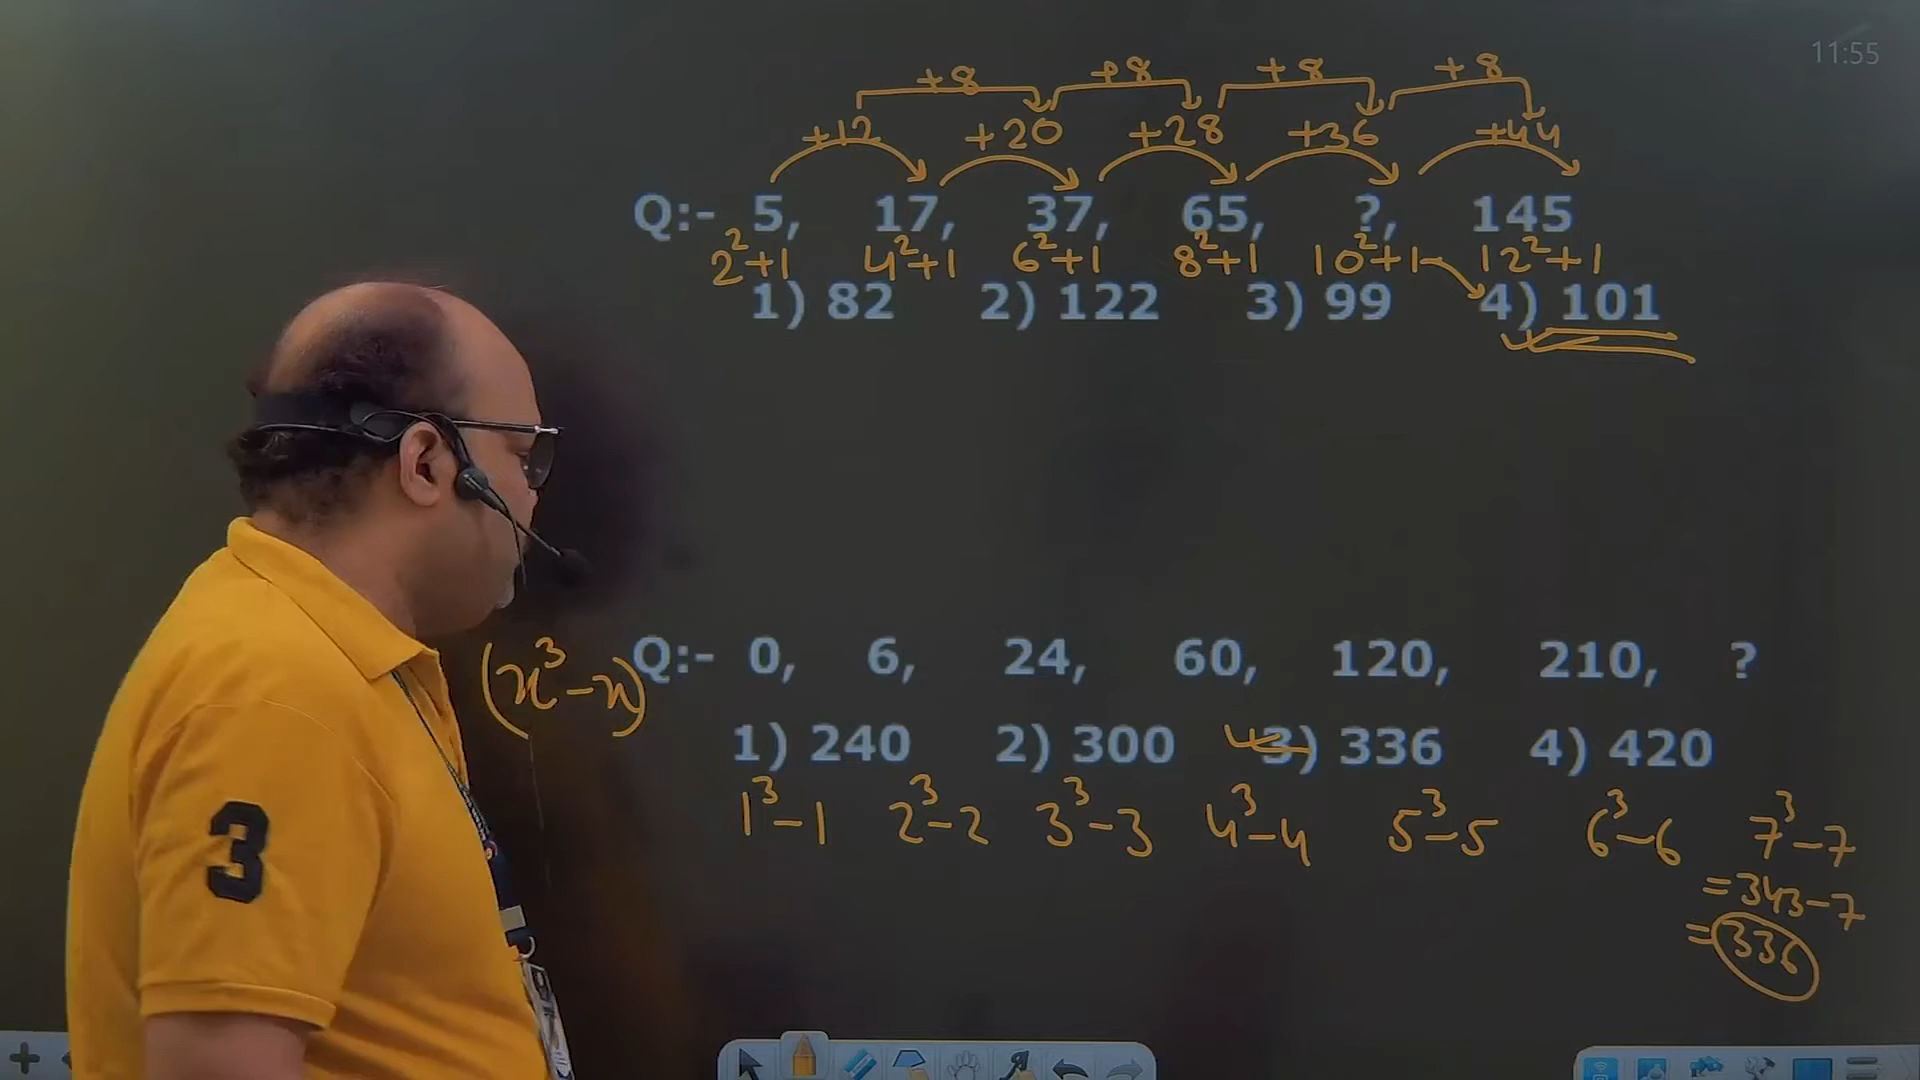 11:55
+8 +8 +8 +8
+12 +20 +28 +36 +44
Q:- 5, 17, 37, 65, ?, 145
2²+1 4²+1 6²+1 8²+1 10²+1 12²+1
1) 82 2) 122 3) 99 4) 101
(x³-x)
Q:- 0, 6, 24, 60, 120, 210, ?
1) 240 2) 300 3) 336 4) 420
1³-1 2³-2 3³-3 4³-4 5³-5 6³-6 7³-7
=343-7
=336
3